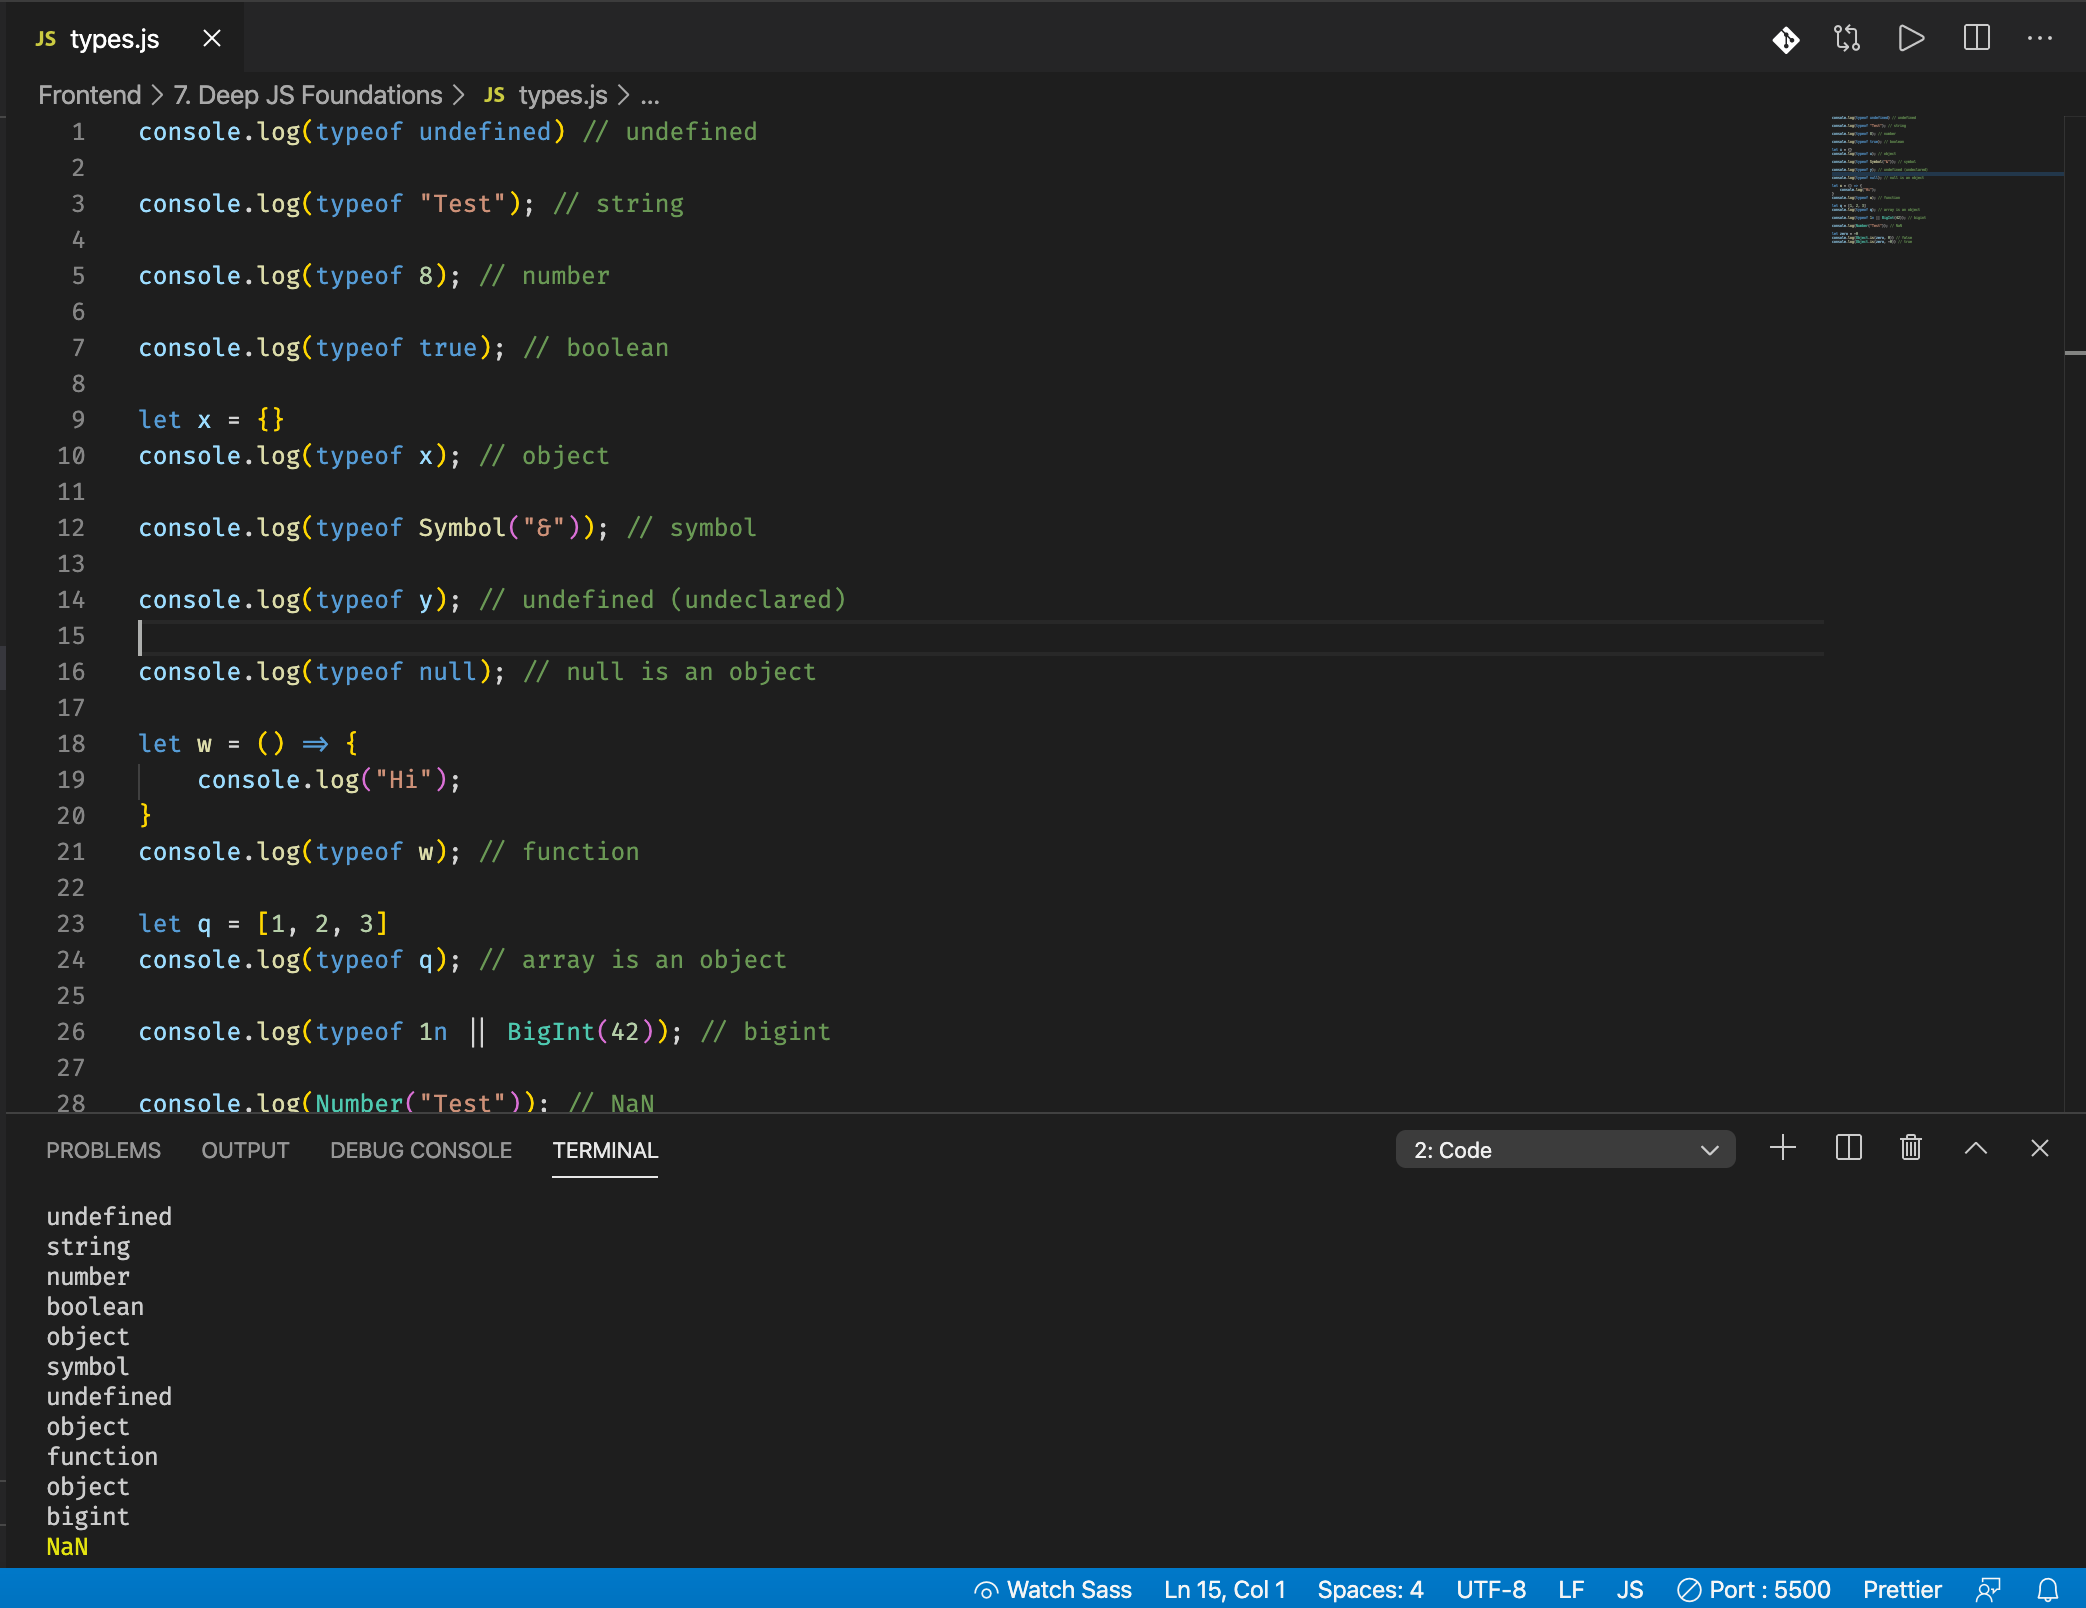 JS types.js
Frontend > 7. Deep JS Foundations > JS types.js > ...
1 console.log(typeof undefined) // undefined
2
3 console.log(typeof "Test"); // string
4
5 console.log(typeof 8); // number
6
7 console.log(typeof true); // boolean
8
9 let x = {}
10 console.log(typeof x); // object
11
12 console.log(typeof Symbol("&")); // symbol
13
14 console.log(typeof y); // undefined (undeclared)
15
16 console.log(typeof null); // null is an object
17
18 let w = () => {
19 console.log("Hi");
20 }
21 console.log(typeof w); // function
22
23 let q = [1, 2, 3]
24 console.log(typeof q); // array is an object
25
26 console.log(typeof 1n || BigInt(42)); // bigint
27
28 console.log(Number("Test")); // NaN
PROBLEMS OUTPUT DEBUG CONSOLE TERMINAL 2: Code
undefined
string
number
boolean
object
symbol
undefined
object
function
object
bigint
NaN
Watch Sass Ln 15, Col 1 Spaces: 4 UTF-8 LF JS Port : 5500 Prettier